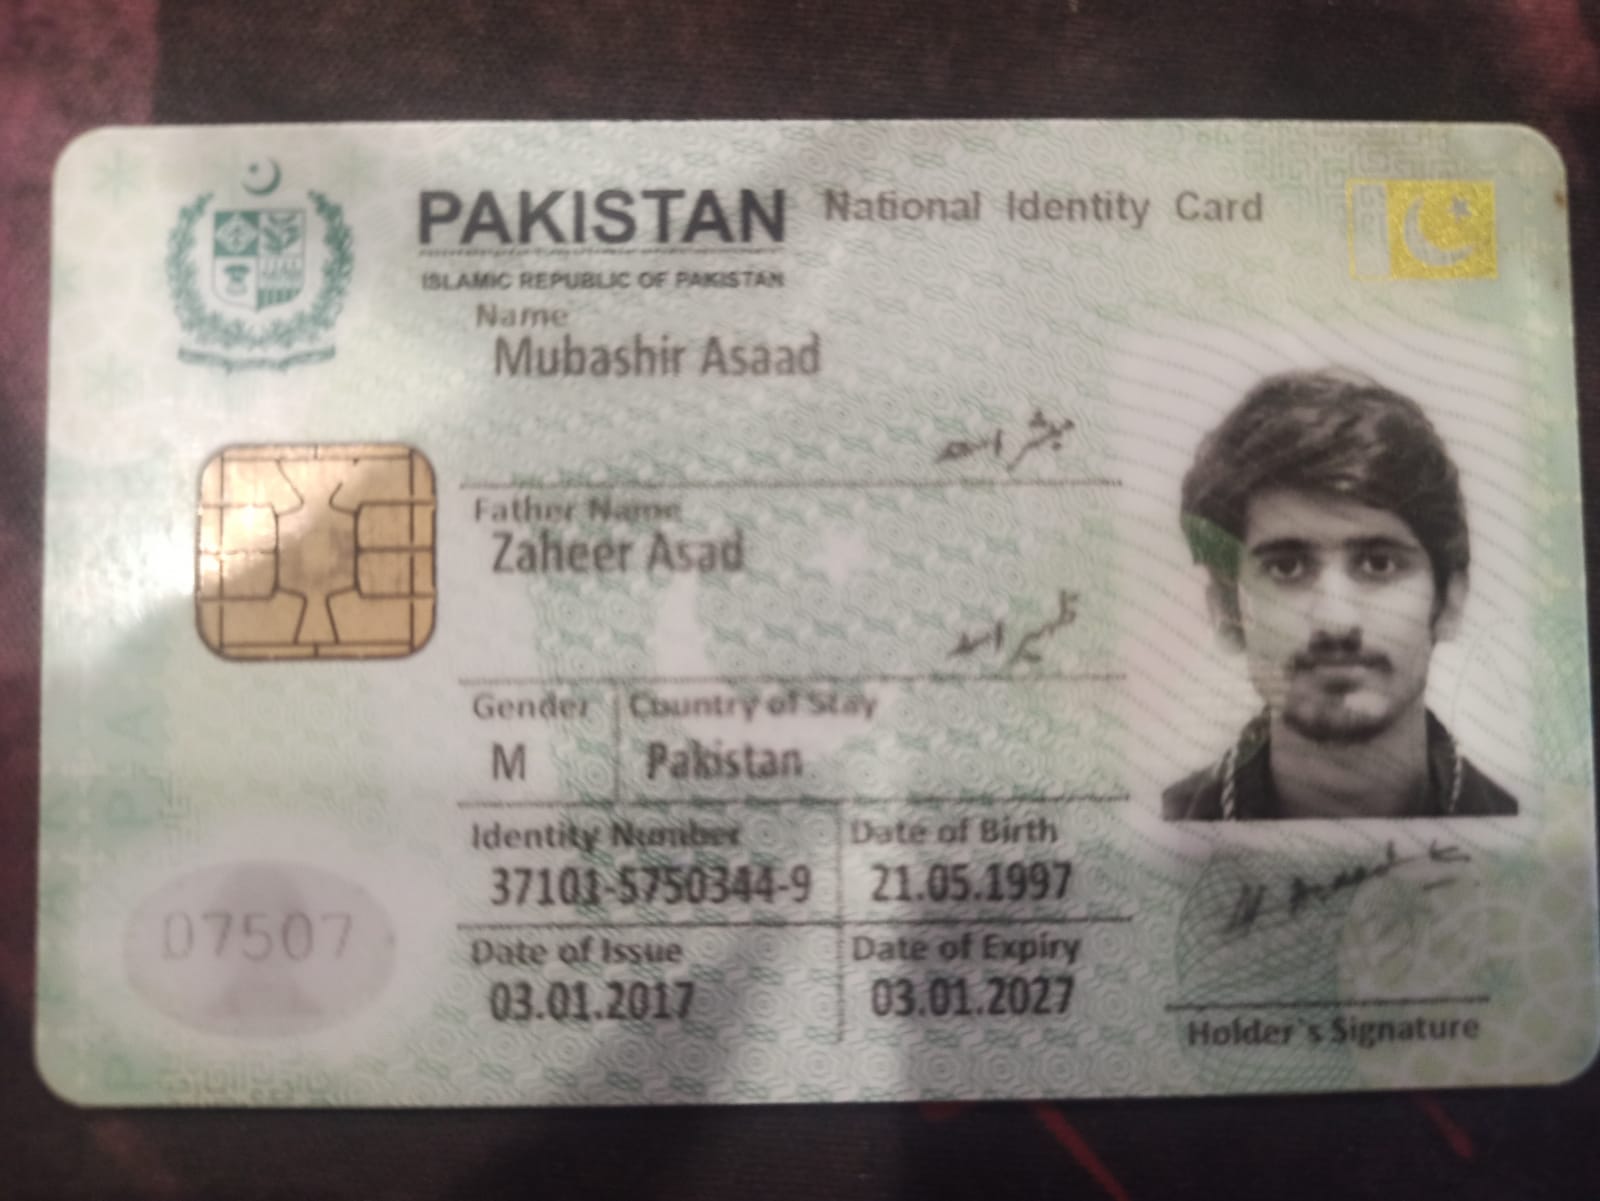 PAKISTAN National Identity Card
ISLAMIC REPUBLIC OF PAKISTAN
Name
Mubashir Asaad
مبشر اسعد
Father Name
Zaheer Asad
ظہیر اسد
Gender Country of Stay
M Pakistan
Identity Number Date of Birth
37101-5750344-9 21.05.1997
Date of Issue Date of Expiry
03.01.2017 03.01.2027
07507
Holder`s Signature